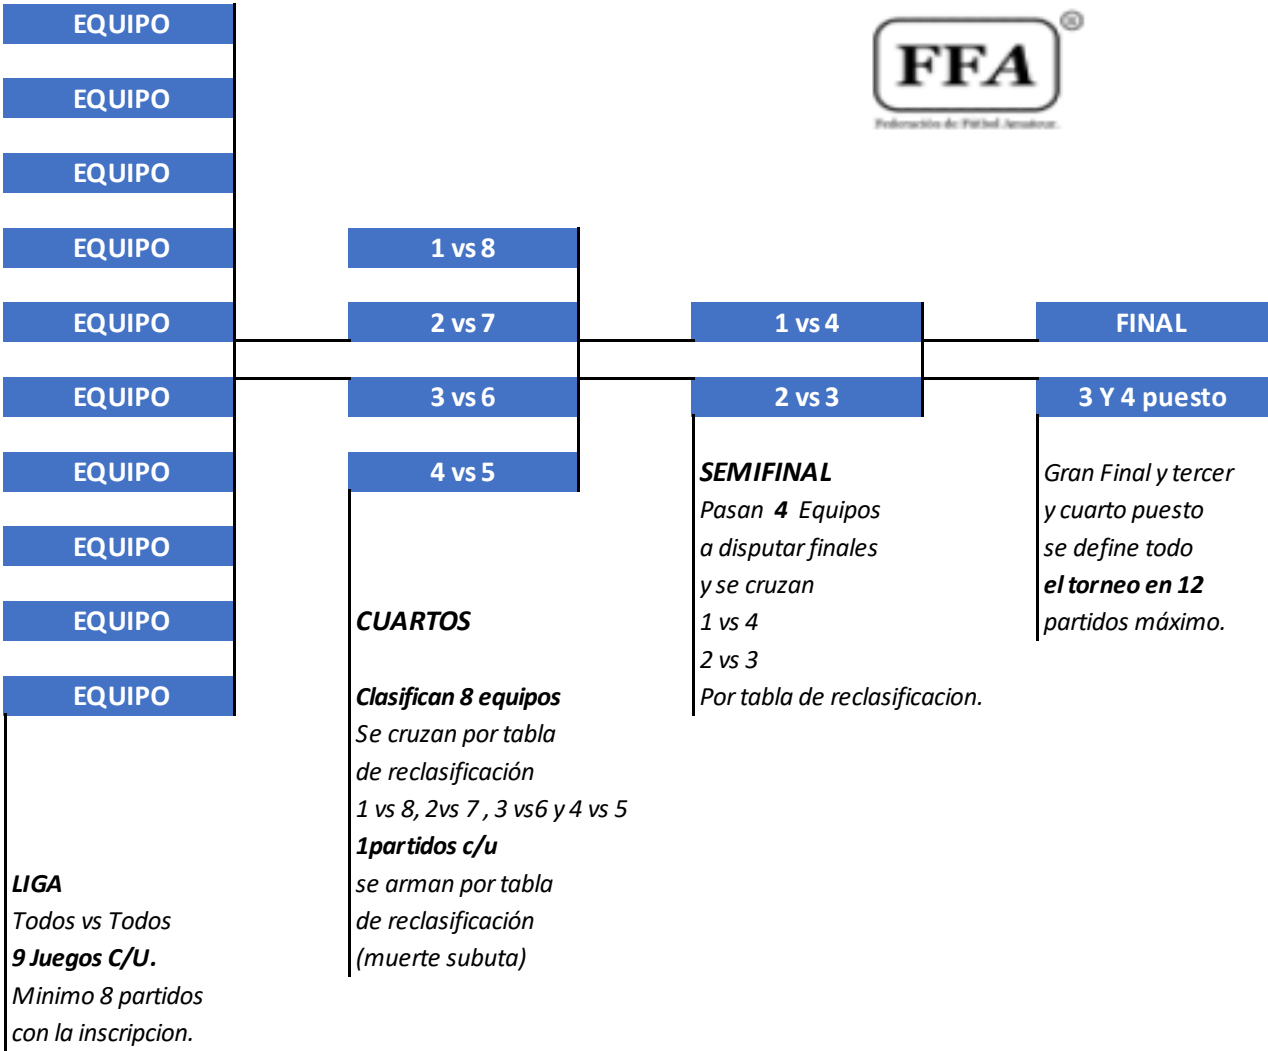 EQUIPO
EQUIPO
EQUIPO
EQUIPO
EQUIPO
EQUIPO
EQUIPO
EQUIPO
EQUIPO
EQUIPO
LIGA
Todos vs Todos
9 Juegos C/U.
Minimo 8 partidos
con la inscripcion.
1 vs 8
2 vs 7
3 vs 6
4 vs 5
CUARTOS
Clasifican 8 equipos
Se cruzan por tabla
de reclasificación
1 vs 8, 2vs 7 , 3 vs6 y 4 vs 5
1partidos c/u
se arman por tabla
de reclasificación
(muerte subuta)
1 vs 4
2 vs 3
SEMIFINAL
Pasan 4 Equipos
a disputar finales
y se cruzan
1 vs 4
2 vs 3
Por tabla de reclasificacion.
FFA®
Federación de Fútbol Amateur.
FINAL
3 Y 4 puesto
Gran Final y tercer
y cuarto puesto
se define todo
el torneo en 12
partidos máximo.